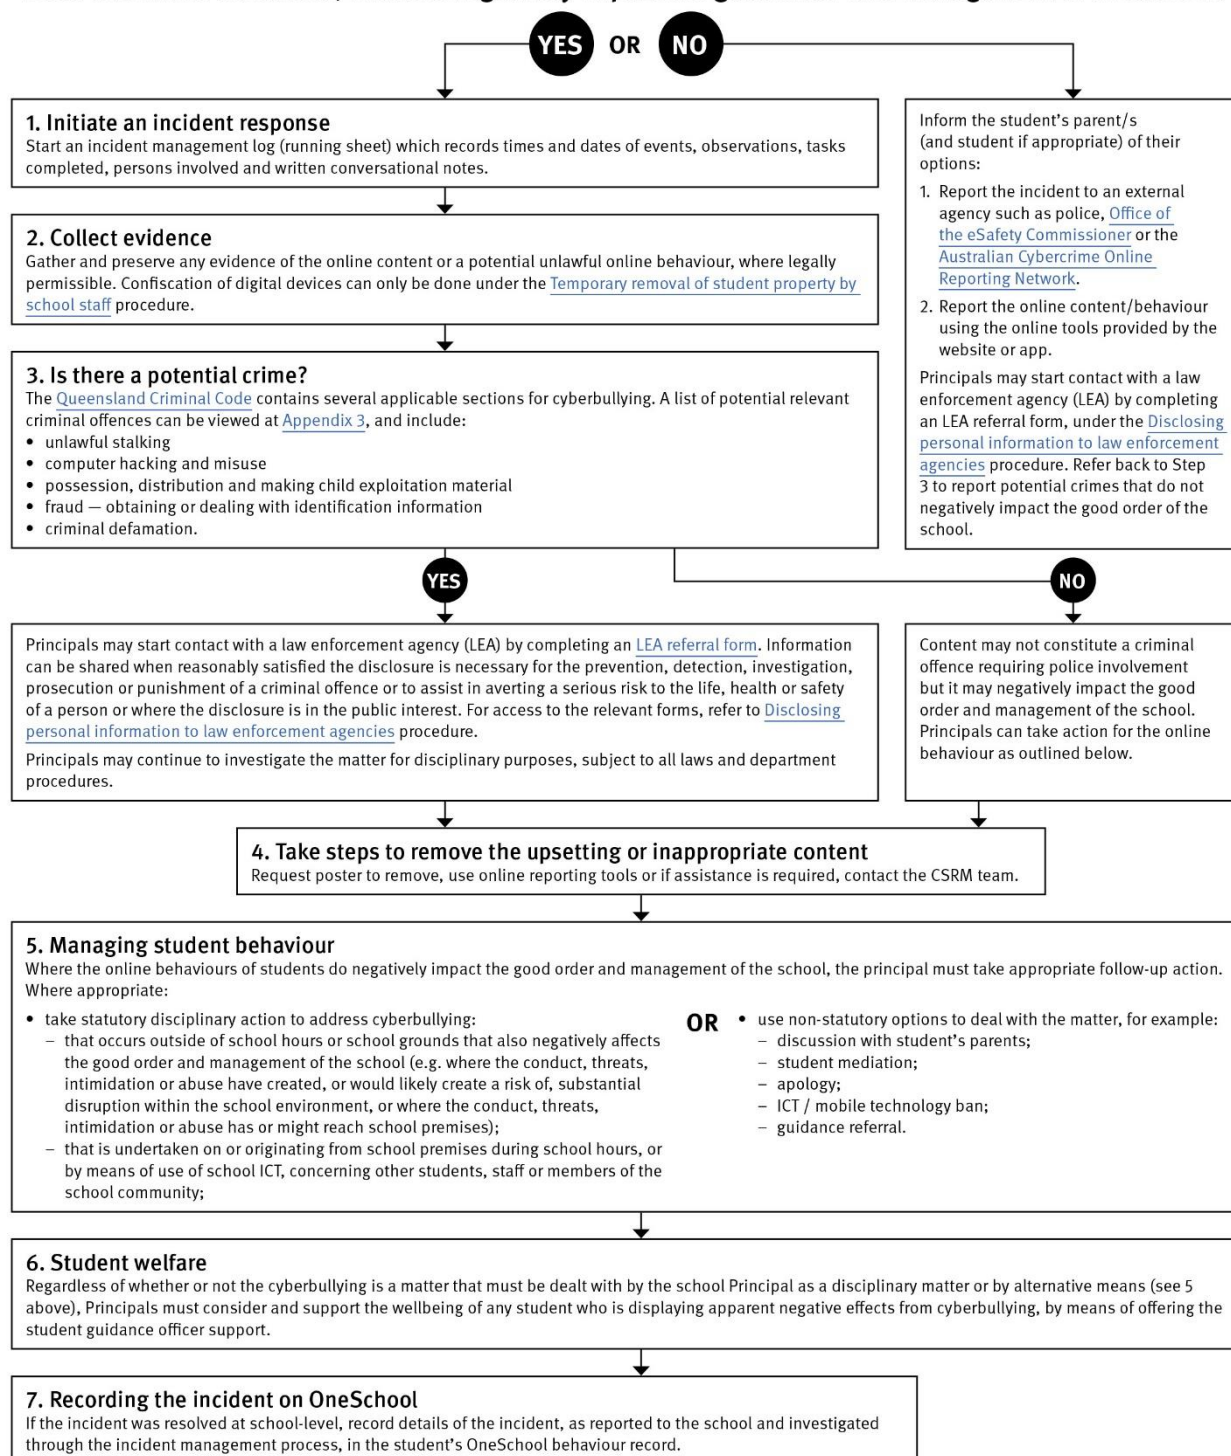 YES OR NO
1. Initiate an incident response
Start an incident management log (running sheet) which records times and dates of events, observations, tasks
completed, persons involved and written conversational notes.
2. Collect evidence
Gather and preserve any evidence of the online content or a potential unlawful online behaviour, where legally
permissible. Confiscation of digital devices can only be done under the Temporary removal of student property by
school staff procedure.
3. Is there a potential crime?
The Queensland Criminal Code contains several applicable sections for cyberbullying. A list of potential relevant
criminal offences can be viewed at Appendix 3, and include:
• unlawful stalking
• computer hacking and misuse
• possession, distribution and making child exploitation material
• fraud — obtaining or dealing with identification information
• criminal defamation.
Inform the student's parent/s
(and student if appropriate) of their
options:
1. Report the incident to an external
agency such as police, Office of
the eSafety Commissioner or the
Australian Cybercrime Online
Reporting Network.
2. Report the online content/behaviour
using the online tools provided by the
website or app.
Principals may start contact with a law
enforcement agency (LEA) by completing
an LEA referral form, under the Disclosing
personal information to law enforcement
agencies procedure. Refer back to Step
3 to report potential crimes that do not
negatively impact the good order of the
school.
YES
NO
Principals may start contact with a law enforcement agency (LEA) by completing an LEA referral form. Information
can be shared when reasonably satisfied the disclosure is necessary for the prevention, detection, investigation,
prosecution or punishment of a criminal offence or to assist in averting a serious risk to the life, health or safety
of a person or where the disclosure is in the public interest. For access to the relevant forms, refer to Disclosing
personal information to law enforcement agencies procedure.
Principals may continue to investigate the matter for disciplinary purposes, subject to all laws and department
procedures.
Content may not constitute a criminal
offence requiring police involvement
but it may negatively impact the good
order and management of the school.
Principals can take action for the online
behaviour as outlined below.
4. Take steps to remove the upsetting or inappropriate content
Request poster to remove, use online reporting tools or if assistance is required, contact the CSRM team.
5. Managing student behaviour
Where the online behaviours of students do negatively impact the good order and management of the school, the principal must take appropriate follow-up action.
Where appropriate:
• take statutory disciplinary action to address cyberbullying:
– that occurs outside of school hours or school grounds that also negatively affects
the good order and management of the school (e.g. where the conduct, threats,
intimidation or abuse have created, or would likely create a risk of, substantial
disruption within the school environment, or where the conduct, threats,
intimidation or abuse has or might reach school premises);
– that is undertaken on or originating from school premises during school hours, or
by means of use of school ICT, concerning other students, staff or members of the
school community;
OR
• use non-statutory options to deal with the matter, for example:
– discussion with student's parents;
– student mediation;
– apology;
– ICT / mobile technology ban;
– guidance referral.
6. Student welfare
Regardless of whether or not the cyberbullying is a matter that must be dealt with by the school Principal as a disciplinary matter or by alternative means (see 5
above), Principals must consider and support the wellbeing of any student who is displaying apparent negative effects from cyberbullying, by means of offering the
student guidance officer support.
7. Recording the incident on OneSchool
If the incident was resolved at school-level, record details of the incident, as reported to the school and investigated
through the incident management process, in the student's OneSchool behaviour record.